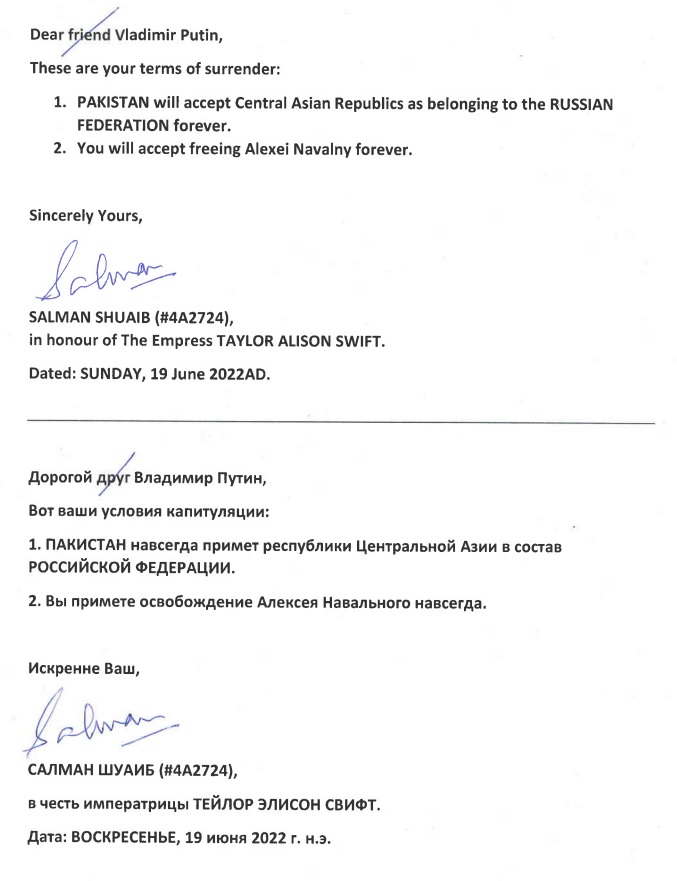 Dear friend Vladimir Putin,
These are your terms of surrender:
1. PAKISTAN will accept Central Asian Republics as belonging to the RUSSIAN
FEDERATION forever.
2. You will accept freeing Alexei Navalny forever.
Sincerely Yours,
Salman
SALMAN SHUAIB (#4A2724),
in honour of The Empress TAYLOR ALISON SWIFT.
Dated: SUNDAY, 19 June 2022AD.
Дорогой друг Владимир Путин,
Вот ваши условия капитуляции:
1. ПАКИСТАН навсегда примет республики Центральной Азии в состав
РОССИЙСКОЙ ФЕДЕРАЦИИ.
2. Вы примете освобождение Алексея Навального навсегда.
Искренне Ваш,
Salman
САЛМАН ШУАИБ (#4A2724),
в честь императрицы ТЕЙЛОР ЭЛИСОН СВИФТ.
Дата: ВОСКРЕСЕНЬЕ, 19 июня 2022 г. н.э.